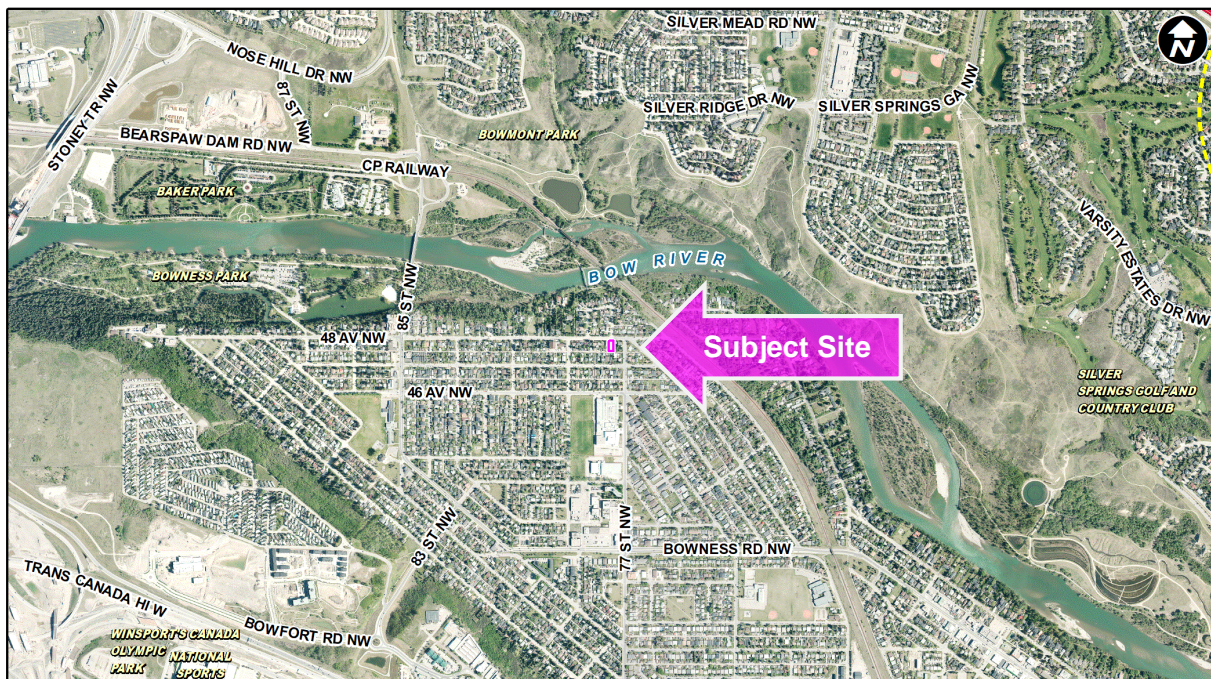 SILVER MEAD RD NW
N
NOSE HILL DR NW
87 ST NW
STONEY TR NW
SILVER RIDGE DR NW
SILVER SPRINGS GA NW
BEARSPAW DAM RD NW
BOWMONT PARK
CP RAILWAY
BAKER PARK
VARSITY ESTATES DR NW
BOW RIVER
BOWNESS PARK
85 ST NW
48 AV NW
Subject Site
46 AV NW
SILVER
SPRINGS GOLF AND
COUNTRY CLUB
83 ST NW
77 ST NW
BOWNESS RD NW
TRANS CANADA HI W
BOWFORT RD NW
WINSPORT'S CANADA
OLYMPIC
PARK
NATIONAL
SPORTS